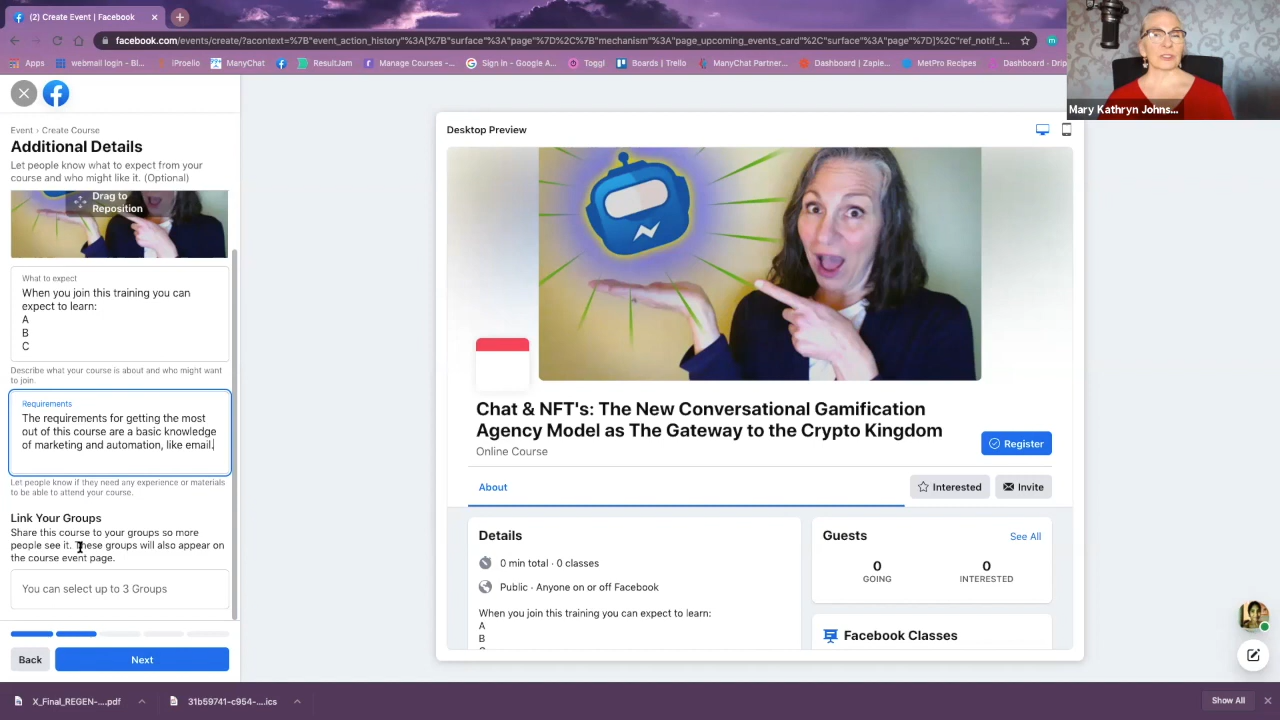 (2) Create Event | Facebook
facebook.com/events/create/?acontext=%7B"event_action_history"%3A[%7B"surface"%3A"page"%7D%2C%7B"mechanism"%3A"page_upcoming_events_card"%2C"surface"%3A"page"%7D]%2C"ref_notif_t...
Apps
webmail login - Bl...
iProelio
ManyChat
ResultJam
Manage Courses -...
Sign in - Google A...
Toggl
Boards | Trello
ManyChat Partner...
Dashboard | Zapie...
MetPro Recipes
Dashboard - Drip
Mary Kathryn Johns...
Event › Create Course
Additional Details
Let people know what to expect from your
course and who might like it. (Optional)
Drag to
Reposition
What to expect
When you join this training you can
expect to learn:
A
B
C
Describe what your course is about and who might want
to join.
Requirements
The requirements for getting the most
out of this course are a basic knowledge
of marketing and automation, like email.
Let people know if they need any experience or materials
to be able to attend your course.
Link Your Groups
Share this course to your groups so more
people see it. These groups will also appear on
the course event page.
You can select up to 3 Groups
Back
Next
Desktop Preview
Chat & NFT's: The New Conversational Gamification
Agency Model as The Gateway to the Crypto Kingdom
Online Course
Register
About
Interested
Invite
Details
0 min total · 0 classes
Public · Anyone on or off Facebook
When you join this training you can expect to learn:
A
B
Guests
See All
0
GOING
0
INTERESTED
Facebook Classes
X_Final_REGEN-....pdf
31b59741-c954-....ics
Show All